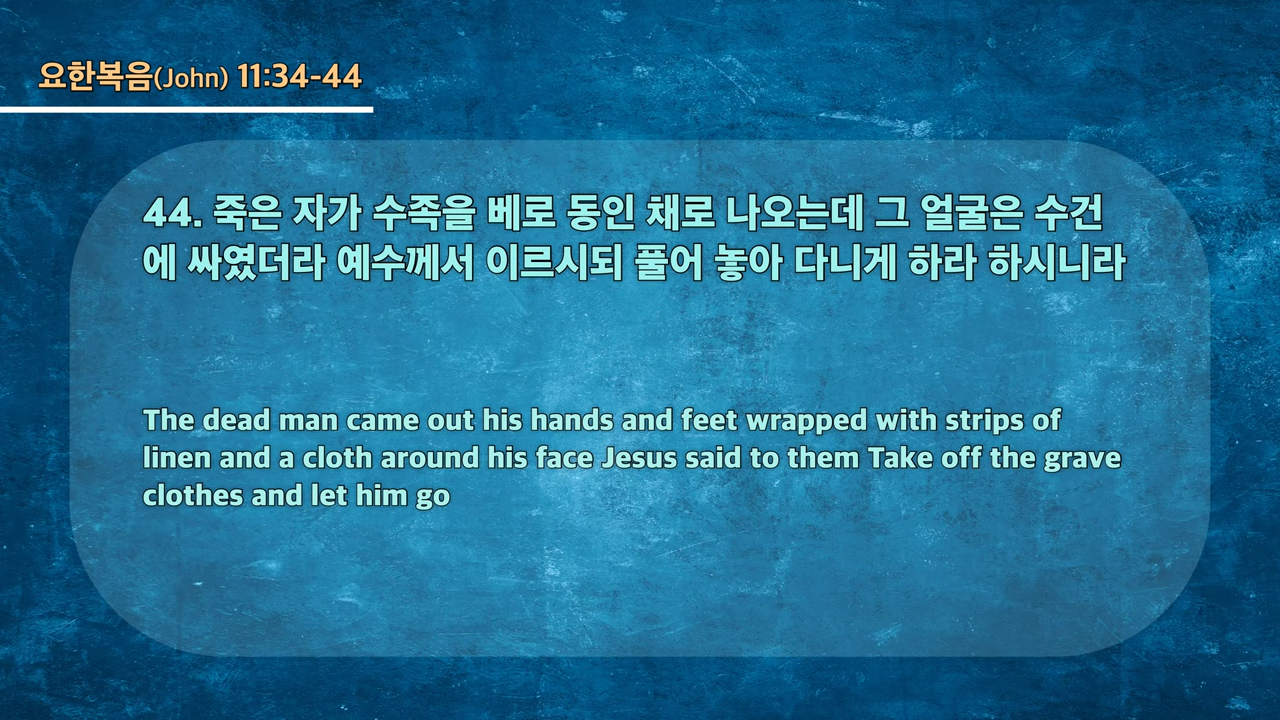 요한복음(John) 11:34-44
44. 죽은 자가 수족을 베로 동인 채로 나오는데 그 얼굴은 수건
에 싸였더라 예수께서 이르시되 풀어 놓아 다니게 하라 하시니라
The dead man came out his hands and feet wrapped with strips of
linen and a cloth around his face Jesus said to them Take off the grave
clothes and let him go